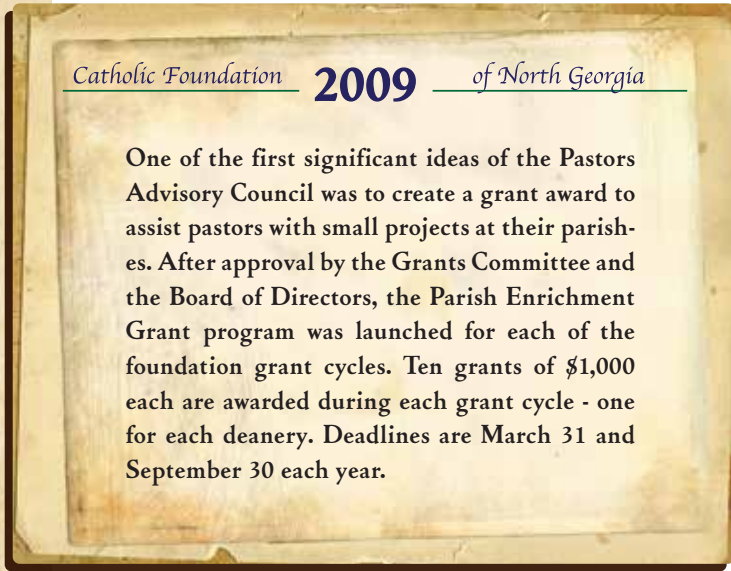 Catholic Foundation 2009 of North Georgia
One of the first significant ideas of the Pastors
Advisory Council was to create a grant award to
assist pastors with small projects at their parish-
es. After approval by the Grants Committee and
the Board of Directors, the Parish Enrichment
Grant program was launched for each of the
foundation grant cycles. Ten grants of $1,000
each are awarded during each grant cycle - one
for each deanery. Deadlines are March 31 and
September 30 each year.